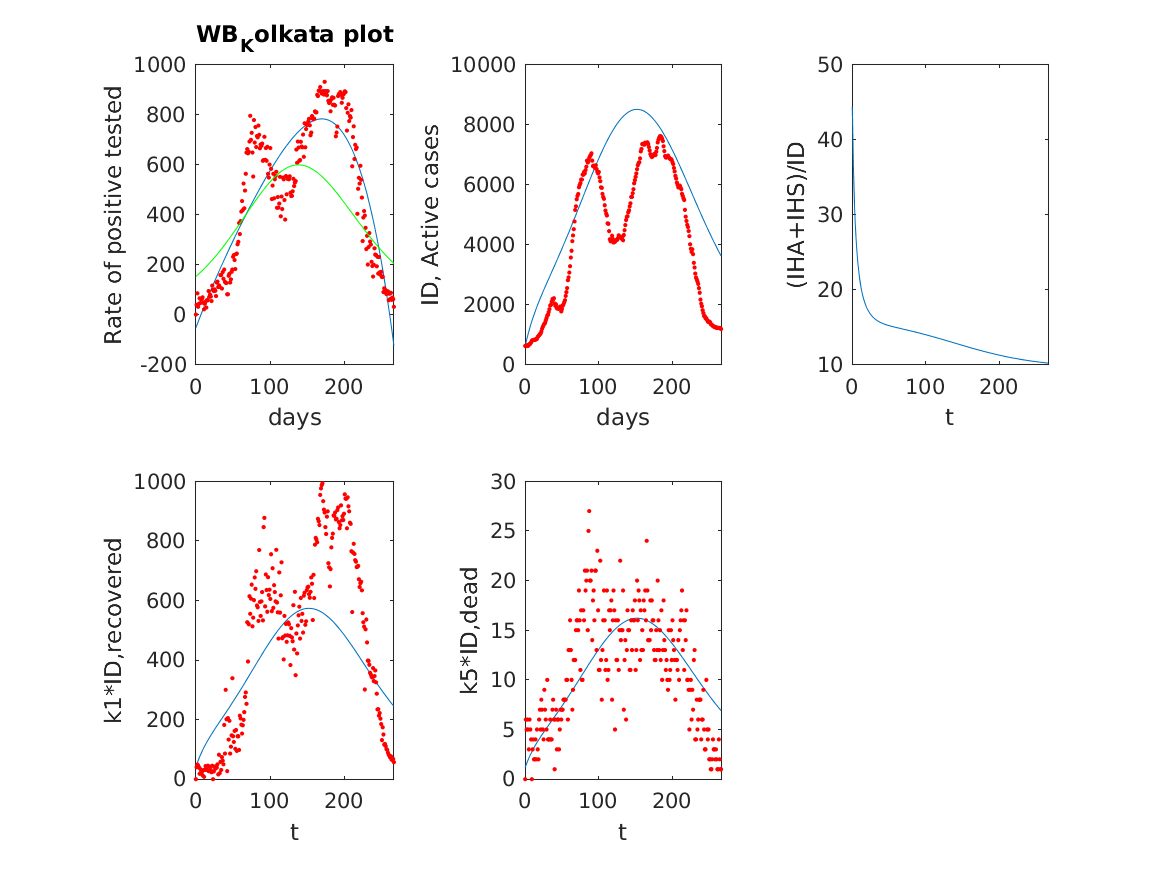 WB_Kolkata plot
1000
800
600
400
200
0
-200
Rate of positive tested
0 100 200
days
10000
8000
6000
4000
2000
0
ID, Active cases
0 100 200
days
50
40
30
20
10
(IHA+IHS)/ID
0 100 200
t
1000
800
600
400
200
0
k1*ID,recovered
0 100 200
t
30
25
20
15
10
5
0
k5*ID,dead
0 100 200
t